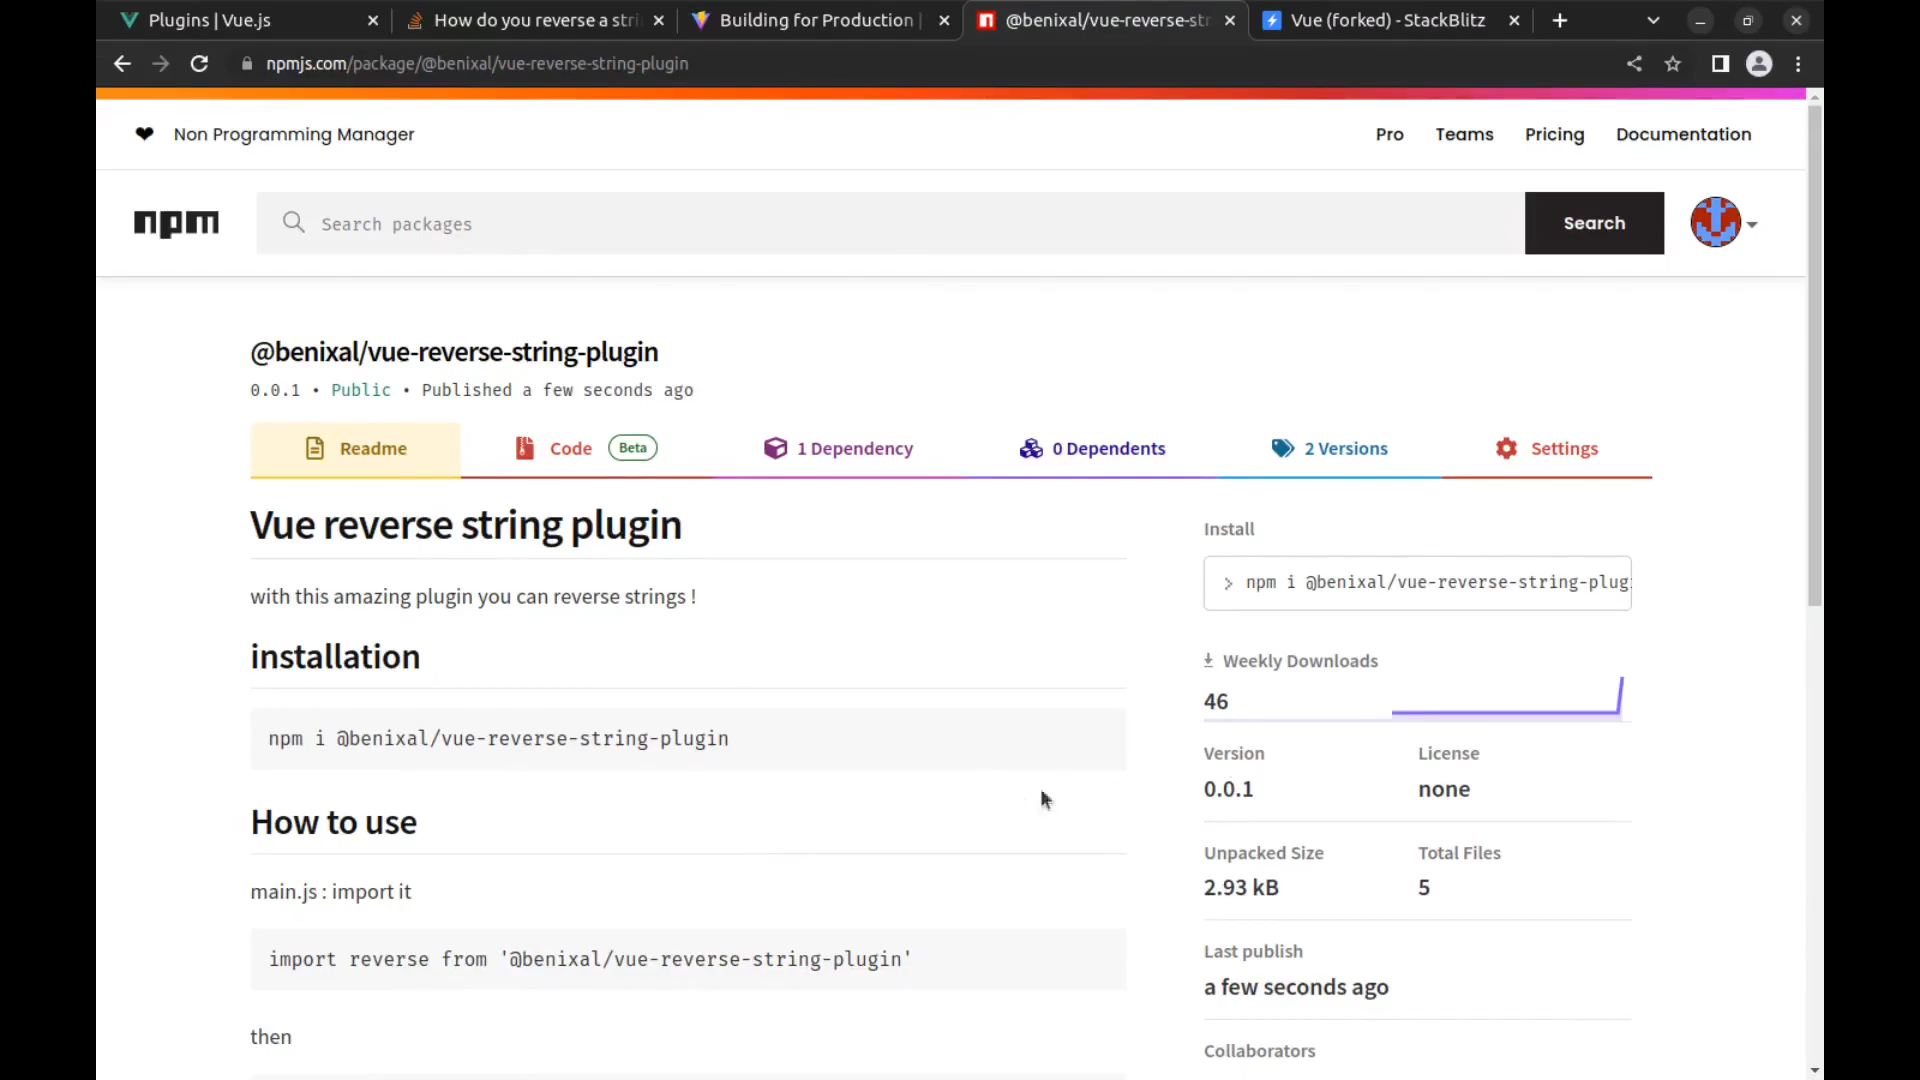 Plugins | Vue.js
How do you reverse a stri
Building for Production |
@benixal/vue-reverse-str
Vue (forked) - StackBlitz
npmjs.com/package/@benixal/vue-reverse-string-plugin
❤ Non Programming Manager
Pro
Teams
Pricing
Documentation
npm
Search packages
Search
@benixal/vue-reverse-string-plugin
0.0.1 • Public • Published a few seconds ago
Readme
Code Beta
1 Dependency
0 Dependents
2 Versions
Settings
Vue reverse string plugin
with this amazing plugin you can reverse strings !
installation
npm i @benixal/vue-reverse-string-plugin
How to use
main.js : import it
import reverse from '@benixal/vue-reverse-string-plugin'
then
Install
> npm i @benixal/vue-reverse-string-plugi
Weekly Downloads
46
Version
License
0.0.1
none
Unpacked Size
Total Files
2.93 kB
5
Last publish
a few seconds ago
Collaborators